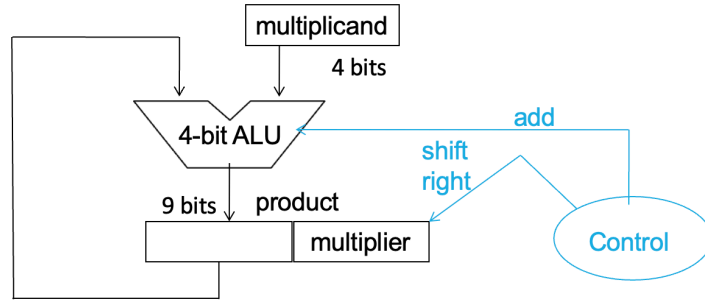 multiplicand
4 bits
4-bit ALU
add
shift
right
9 bits
product
multiplier
Control